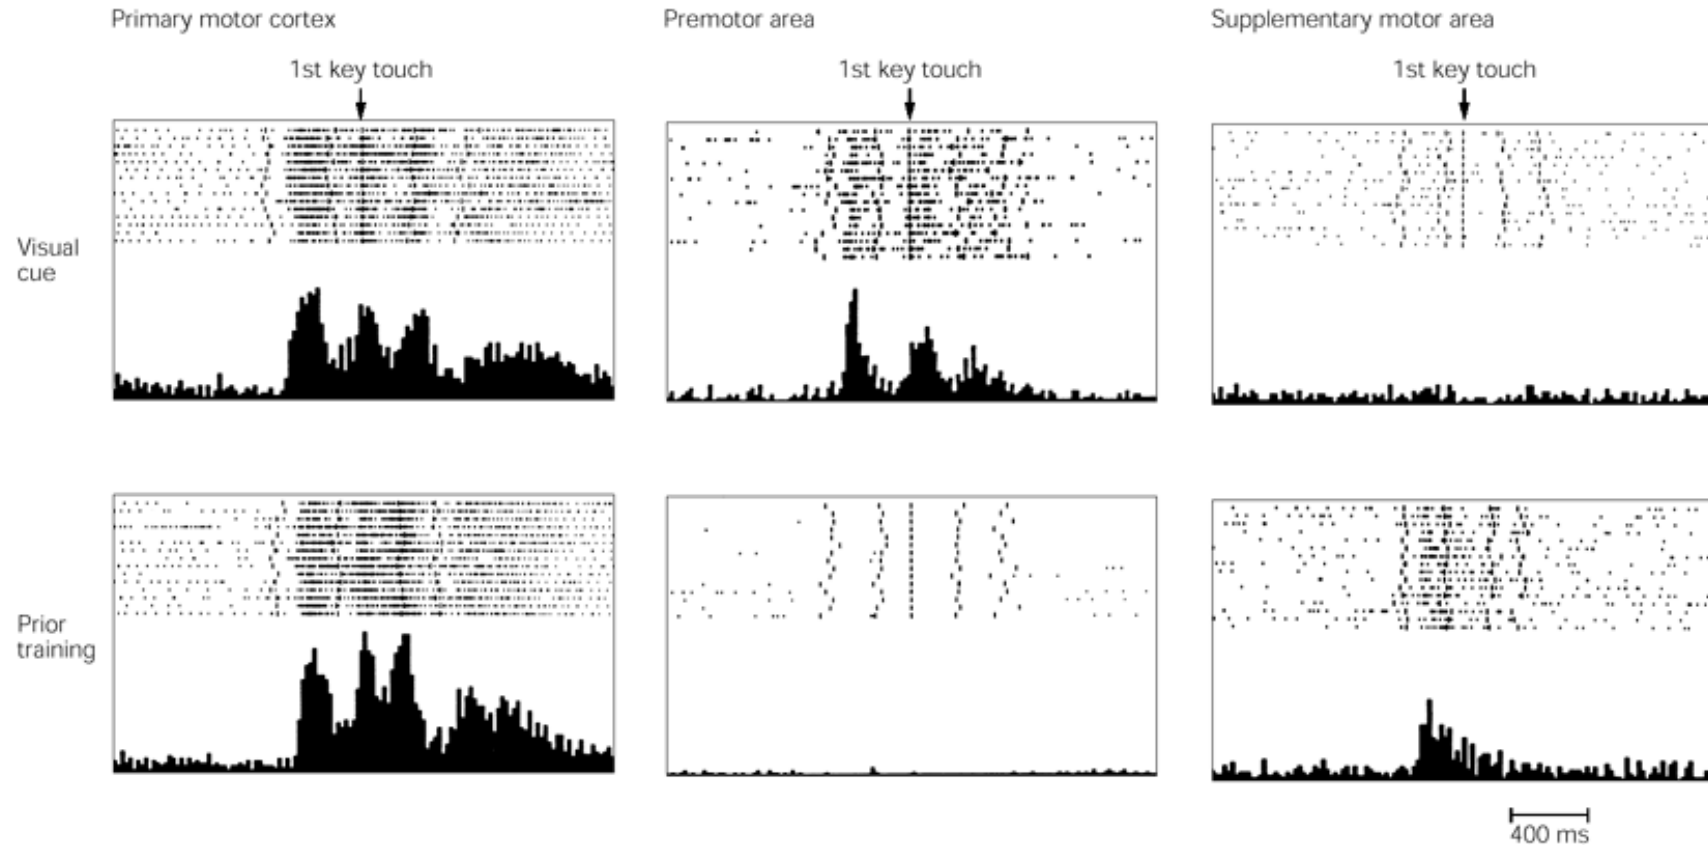 Primary motor cortex
Premotor area
Supplementary motor area
1st key touch
1st key touch
1st key touch
Visual
cue
Prior
training
400 ms